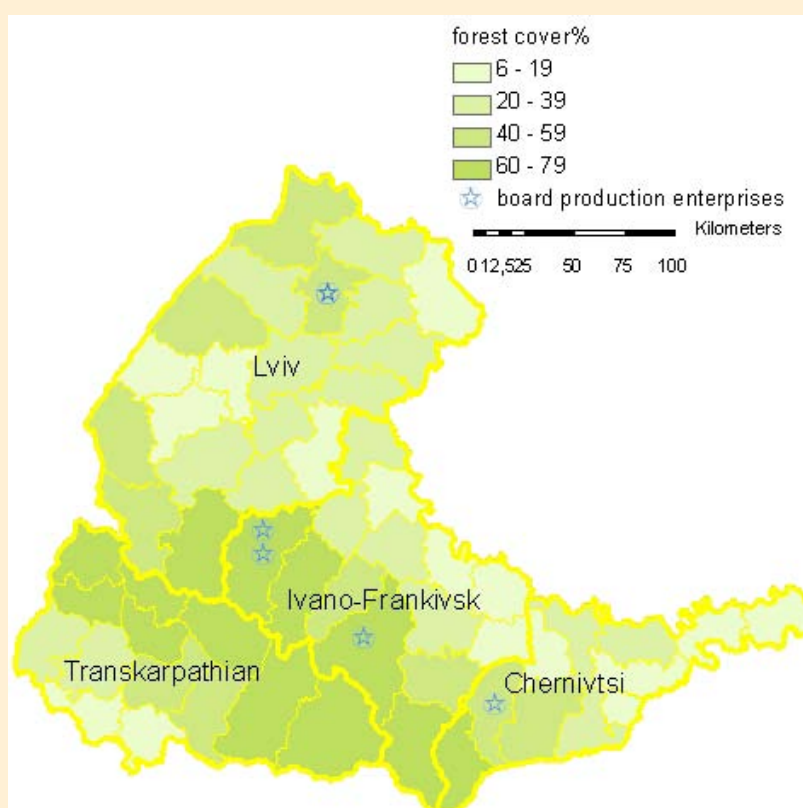 forest cover%
6 - 19
20 - 39
40 - 59
60 - 79
board production enterprises
Kilometers
0 12,525 50 75 100
Lviv
Ivano-Frankivsk
Transkarpathian
Chernivtsi